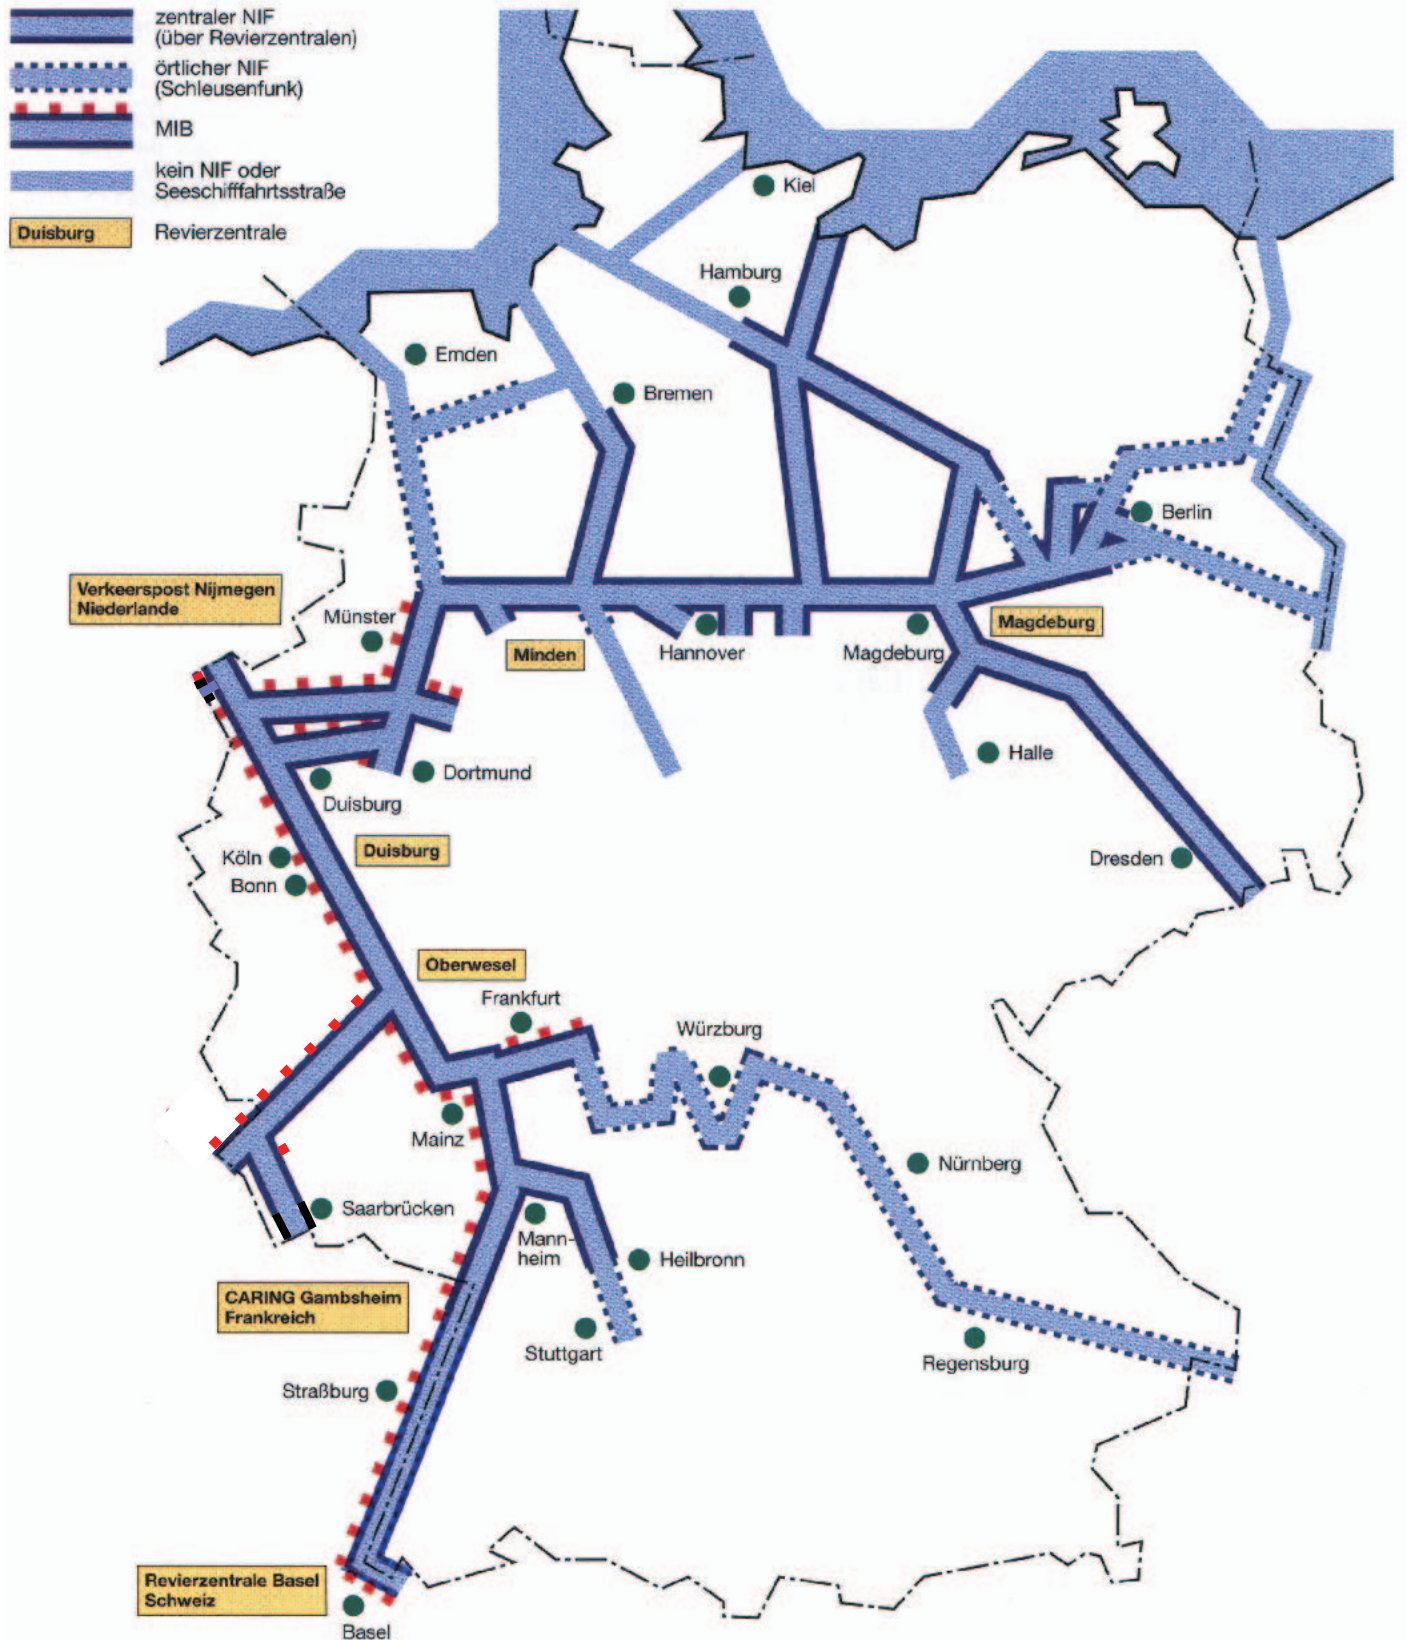 zentraler NIF
(über Revierzentralen)
örtlicher NIF
(Schleusenfunk)
MIB
kein NIF oder
Seeschifffahrtsstraße
Duisburg
Revierzentrale
Kiel
Hamburg
Emden
Bremen
Berlin
Verkeerspost Nijmegen
Niederlande
Münster
Minden
Hannover
Magdeburg
Magdeburg
Halle
Dortmund
Duisburg
Duisburg
Köln
Bonn
Dresden
Oberwesel
Frankfurt
Würzburg
Mainz
Nürnberg
Saarbrücken
Mann-
heim
Heilbronn
CARING Gambsheim
Frankreich
Stuttgart
Regensburg
Straßburg
Revierzentrale Basel
Schweiz
Basel